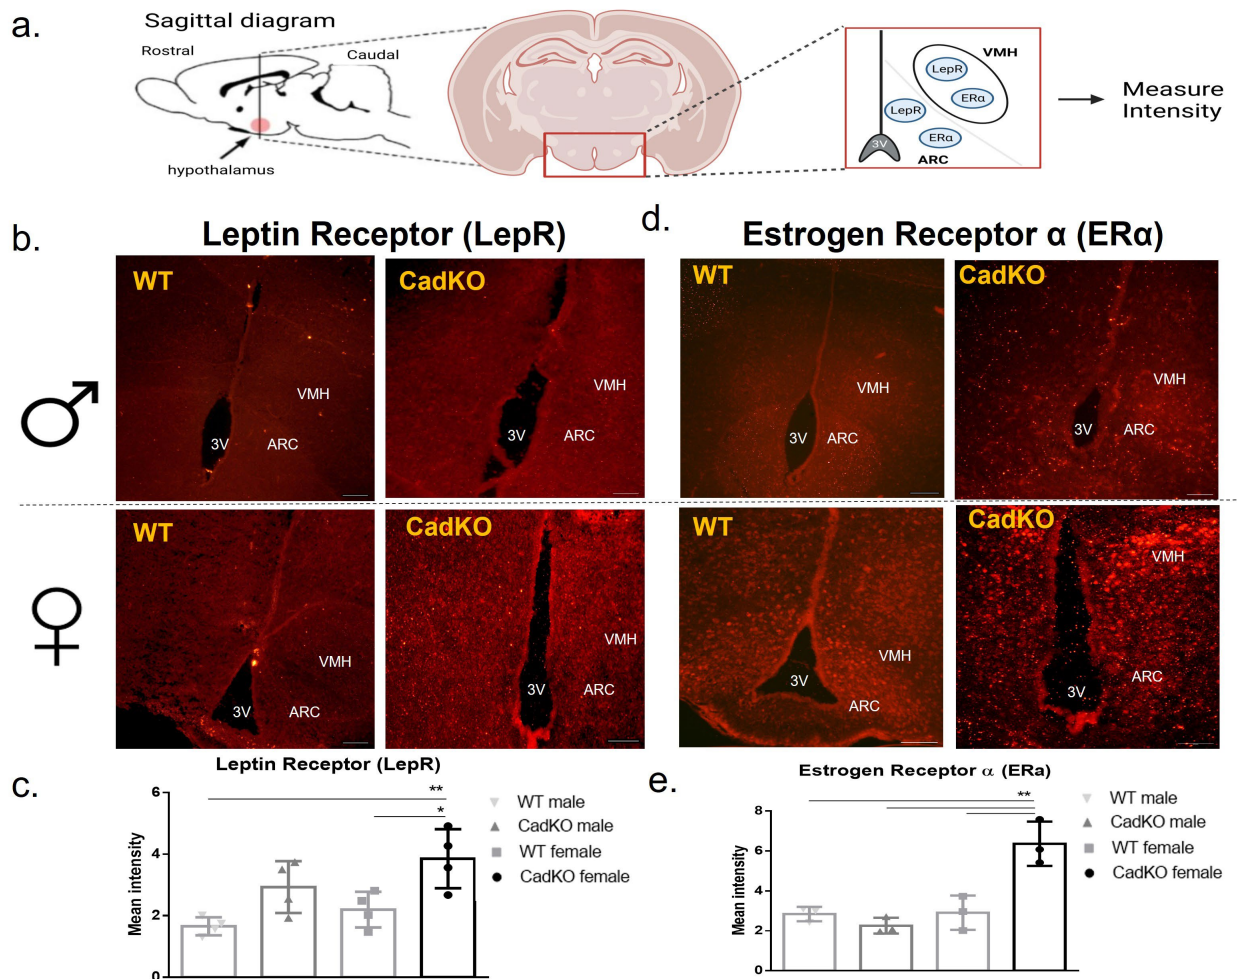 a.
Sagittal diagram
Rostral
Caudal
hypothalamus
VMH
LepR
ERα
LepR
ERα
3V
ARC
Measure
Intensity
b.
Leptin Receptor (LepR)
WT
VMH
3V
ARC
CadKO
VMH
3V
ARC
WT
VMH
3V
ARC
CadKO
VMH
ARC
3V
d.
Estrogen Receptor α (ERα)
WT
VMH
3V
ARC
CadKO
VMH
3V
ARC
WT
VMH
3V
ARC
CadKO
VMH
ARC
3V
c.
Leptin Receptor (LepR)
Mean intensity
6
4
2
0
**
*
WT male
CadKO male
WT female
CadKO female
e.
Estrogen Receptor α (ERa)
Mean intensity
8
6
4
2
0
**
WT male
CadKO male
WT female
CadKO female